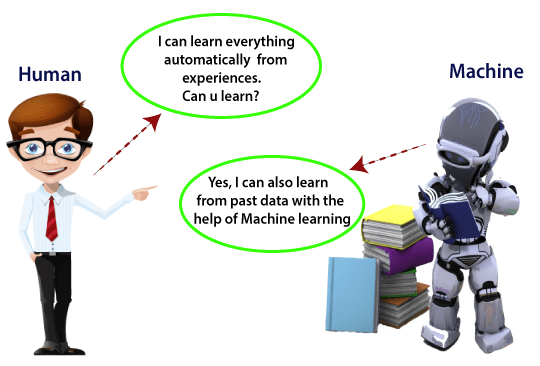 Human
I can learn everything
automatically from
experiences.
Can u learn?
Machine
Yes, I can also learn
from past data with the
help of Machine learning